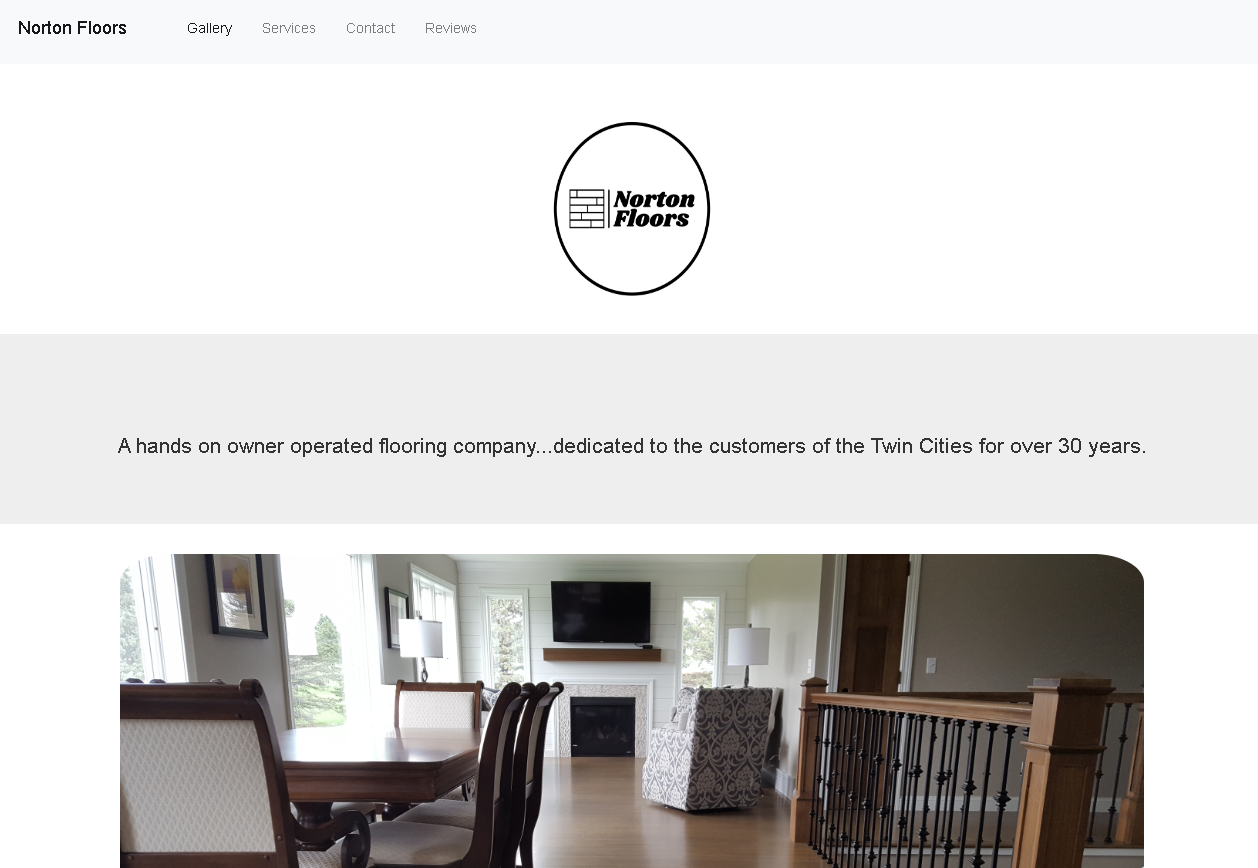 Norton Floors Gallery Services Contact Reviews
Norton
Floors
A hands on owner operated flooring company...dedicated to the customers of the Twin Cities for over 30 years.